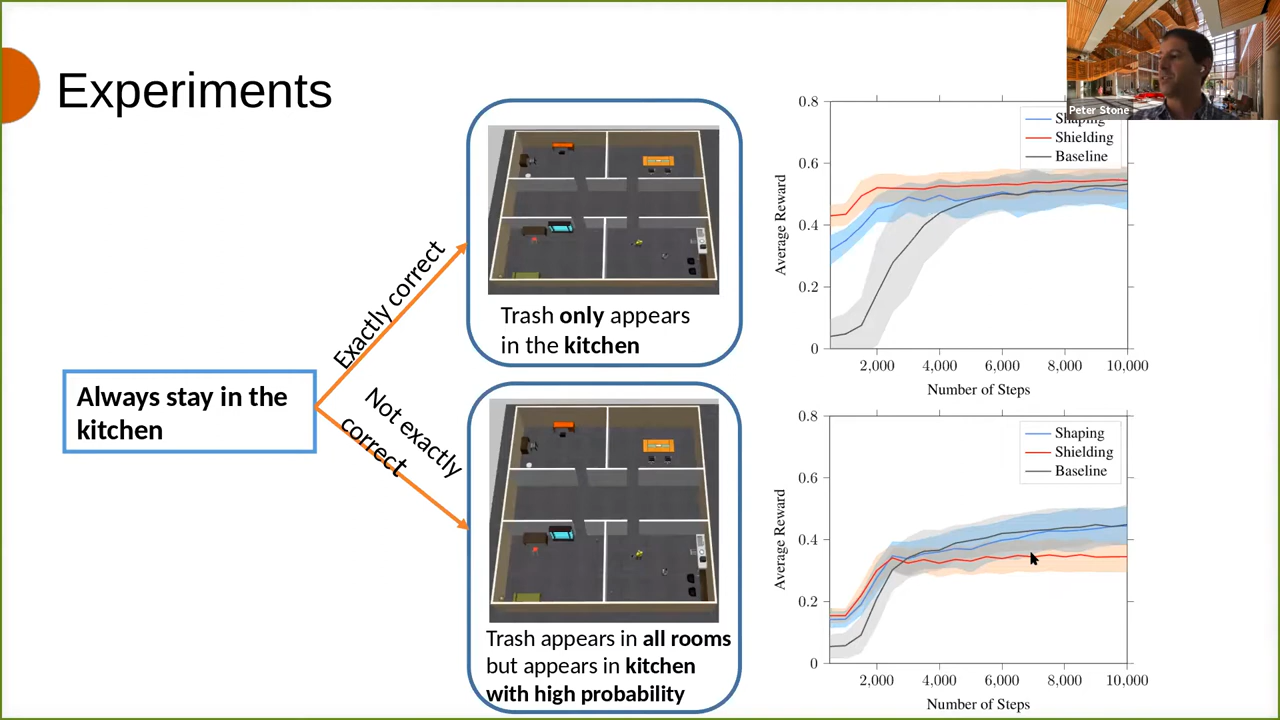 Experiments
Peter Stone
Always stay in the
kitchen
Exactly correct
Not exactly
correct
Trash only appears
in the kitchen
Trash appears in all rooms
but appears in kitchen
with high probability
0.8
0.6
0.4
0.2
0
Average Reward
2,000 4,000 6,000 8,000 10,000
Number of Steps
Shaping
Shielding
Baseline
0.8
0.6
0.4
0.2
0
Average Reward
2,000 4,000 6,000 8,000 10,000
Number of Steps
Shaping
Shielding
Baseline